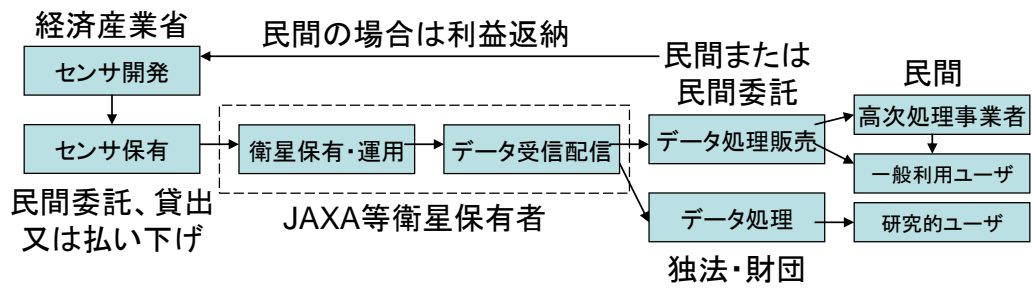 経済産業省
民間の場合は利益返納
センサ開発
民間または
民間委託
民間
センサ保有
衛星保有・運用
データ受信配信
データ処理販売
高次処理事業者
一般利用ユーザ
民間委託、貸出
又は払い下げ
JAXA等衛星保有者
データ処理
研究的ユーザ
独法・財団